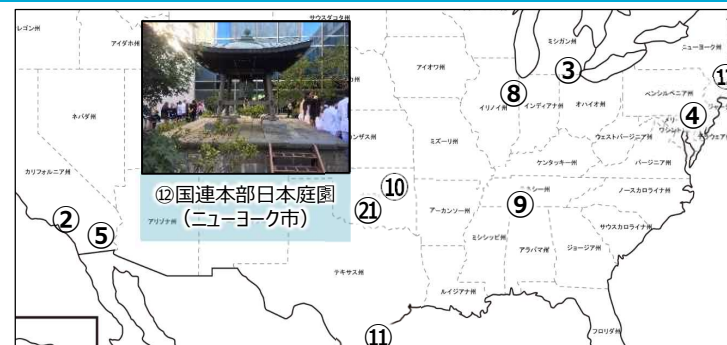 サウスダコタ州
レゴン州
アイダホ州
ミシガン州
ニューヨーク州
③
アイオワ州
⑧
ペンシルベニア州
ネバダ州
イリノイ州
インディアナ州
オハイオ州
④
ミズーリ州
ウェストバージニア州
カリフォルニア州
ケンタッキー州
バージニア州
⑫国連本部日本庭園
（ニューヨーク市）
⑩
ノースカロライナ州
②
⑤
アリゾナ州
㉑
アーカンソー州
⑨
サウスカロライナ州
ミシシッピ州
アラバマ州
ジョージア州
テキサス州
ルイジアナ州
⑪
フロリダ州